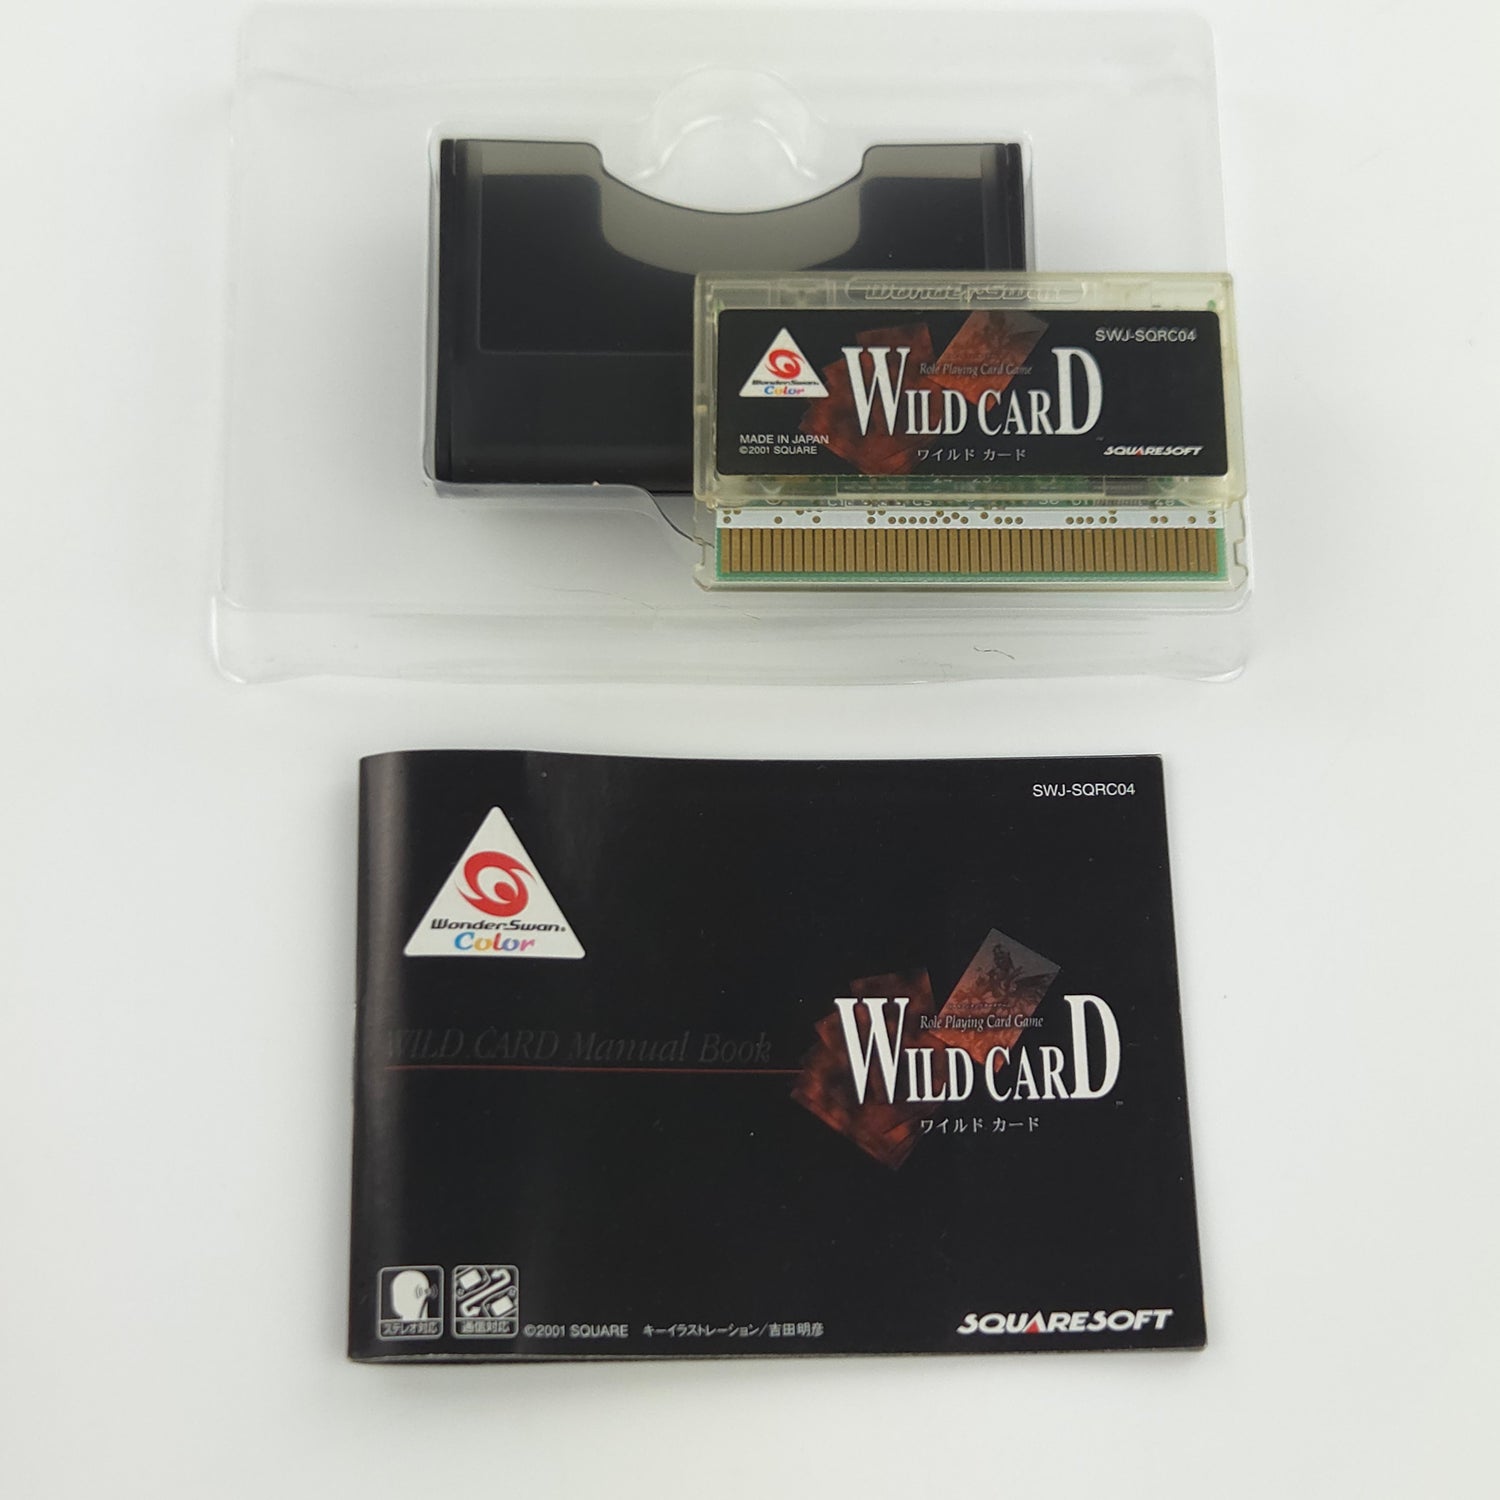 WonderSwan
WonderSwan®
Color
SWJ-SQRC04
Role Playing Card Game
WILD CARD
ワイルド カード
MADE IN JAPAN
©2001 SQUARE
SQUARESOFT
SWJ-SQRC04
WonderSwan®
Color
WILD CARD Manual Book
Role Playing Card Game
WILD CARD™
ワイルド カード
ステレオ対応
通信対応
©2001 SQUARE キーイラストレーション/吉田明彦
SQUARESOFT